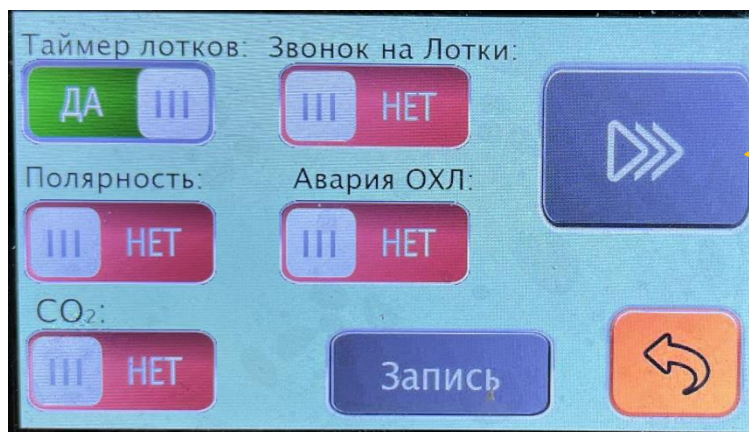 Таймер лотков: Звонок на Лотки:
ДА НЕТ
Полярность: Авария ОХЛ:
НЕТ НЕТ
CO₂:
НЕТ
Запись